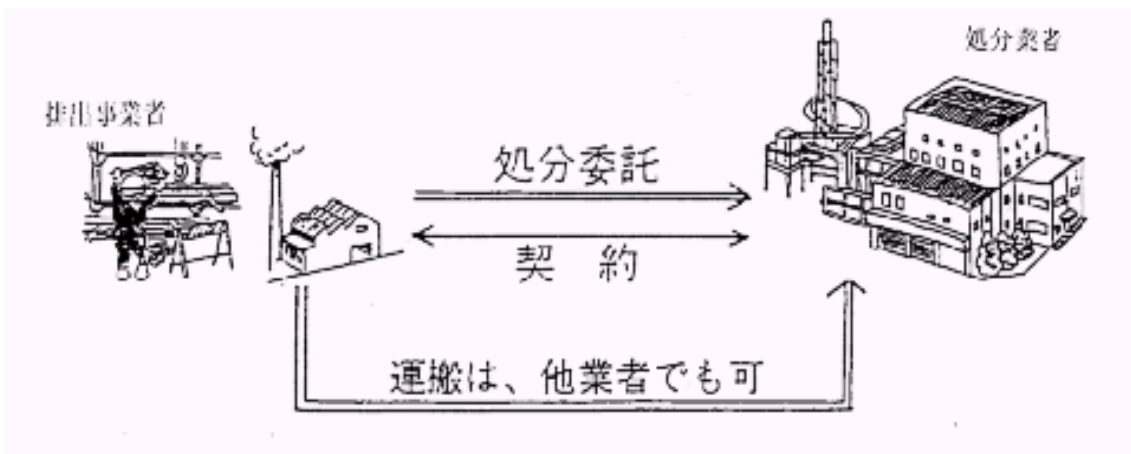 処分業者
排出事業者
処分委託
契約
運搬は、他業者でも可